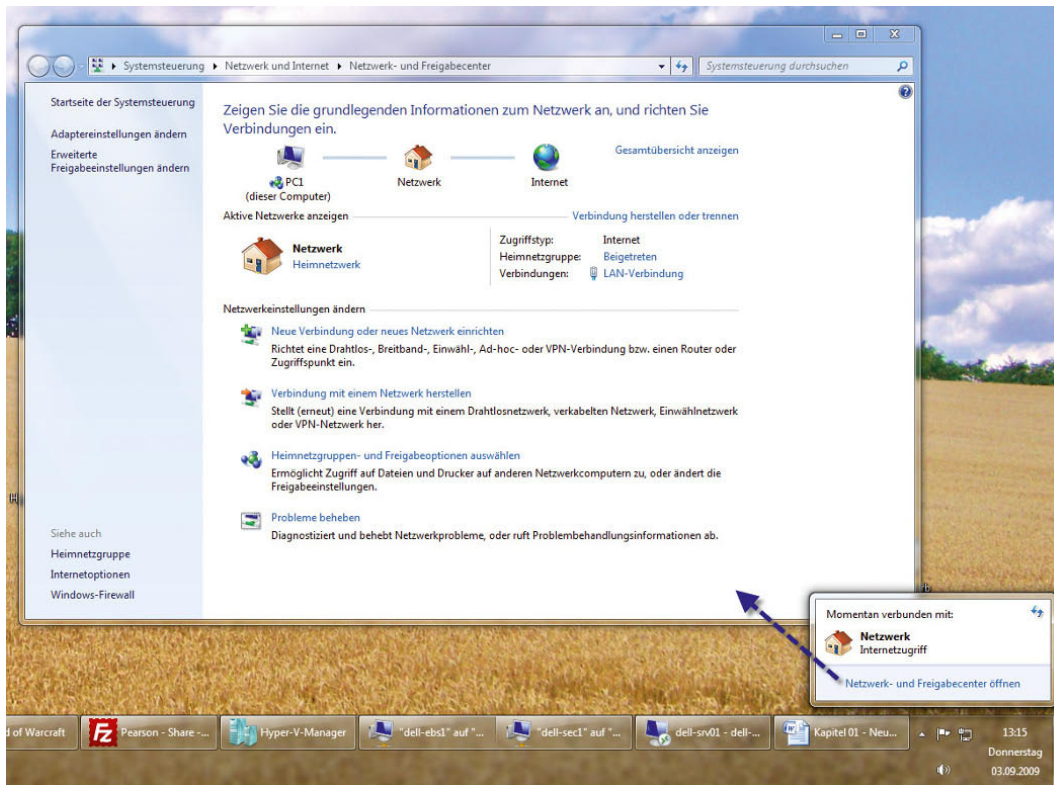 Systemsteuerung
Netzwerk und Internet
Netzwerk- und Freigabecenter
Systemsteuerung durchsuchen
Startseite der Systemsteuerung
Adaptereinstellungen ändern
Erweiterte
Freigabeeinstellungen ändern
Zeigen Sie die grundlegenden Informationen zum Netzwerk an, und richten Sie
Verbindungen ein.
Gesamtübersicht anzeigen
PC1
(dieser Computer)
Netzwerk
Internet
Aktive Netzwerke anzeigen
Verbindung herstellen oder trennen
Netzwerk
Heimnetzwerk
Zugriffstyp: Internet
Heimnetzgruppe: Beigetreten
Verbindungen: LAN-Verbindung
Netzwerkeinstellungen ändern
Neue Verbindung oder neues Netzwerk einrichten
Richtet eine Drahtlos-, Breitband-, Einwähl-, Ad-hoc- oder VPN-Verbindung bzw. einen Router oder
Zugriffspunkt ein.
Verbindung mit einem Netzwerk herstellen
Stellt (erneut) eine Verbindung mit einem Drahtlosnetzwerk, verkabelten Netzwerk, Einwählnetzwerk
oder VPN-Netzwerk her.
Heimnetzgruppen- und Freigabeoptionen auswählen
Ermöglicht Zugriff auf Dateien und Drucker auf anderen Netzwerkcomputern zu, oder ändert die
Freigabeeinstellungen.
Probleme beheben
Diagnostiziert und behebt Netzwerkprobleme, oder ruft Problembehandlungsinformationen ab.
Siehe auch
Heimnetzgruppe
Internetoptionen
Windows-Firewall
Momentan verbunden mit:
Netzwerk
Internetzugriff
Netzwerk- und Freigabecenter öffnen
d of Warcraft
Fz
Pearson - Share -...
Hyper-V-Manager
"dell-ebs1" auf "...
"dell-sec1" auf "...
dell-srv01 - dell-...
Kapitel 01 - Neu...
13:15
Donnerstag
03.09.2009